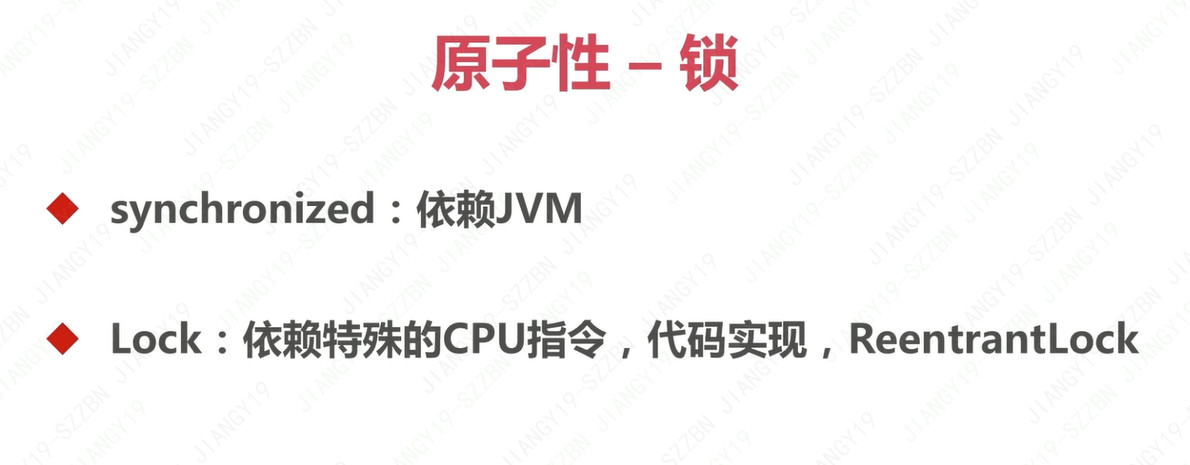 原子性 – 锁
synchronized：依赖JVM
Lock：依赖特殊的CPU指令，代码实现，ReentrantLock
JIANGY19-SZZBN